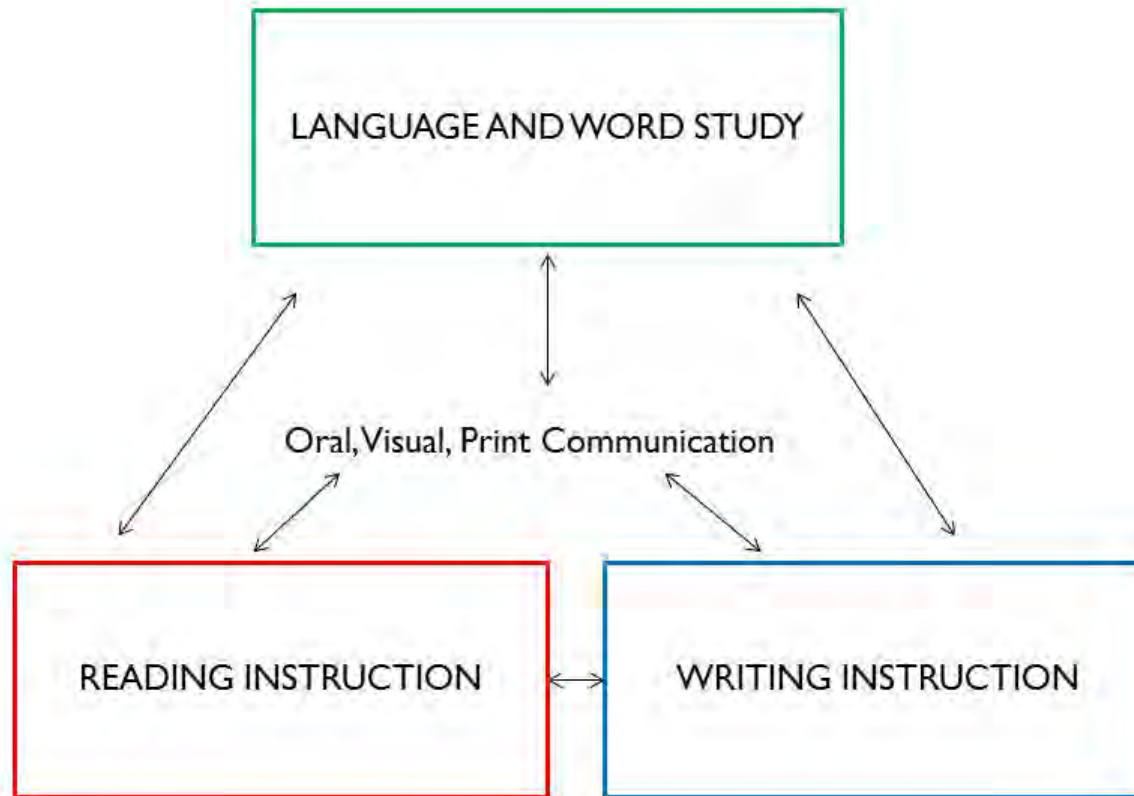 LANGUAGE AND WORD STUDY
Oral, Visual, Print Communication
READING INSTRUCTION
WRITING INSTRUCTION